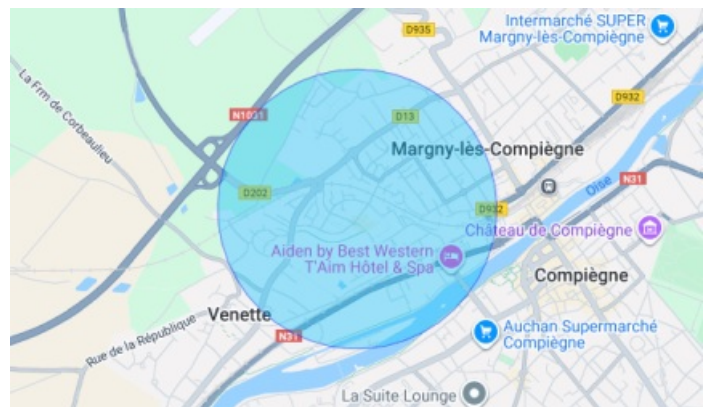 Intermarché SUPER
Margny-lès-Compiègne
D935
La Frm de Corbeaulieu
D932
N1031
D13
Margny-lès-Compiègne
Oise
N31
D202
D932
Château de Compiègne
Aiden by Best Western
T'Aim Hôtel & Spa
Compiègne
Venette
Rue de la République
N31
Auchan Supermarché
Compiègne
La Suite Lounge